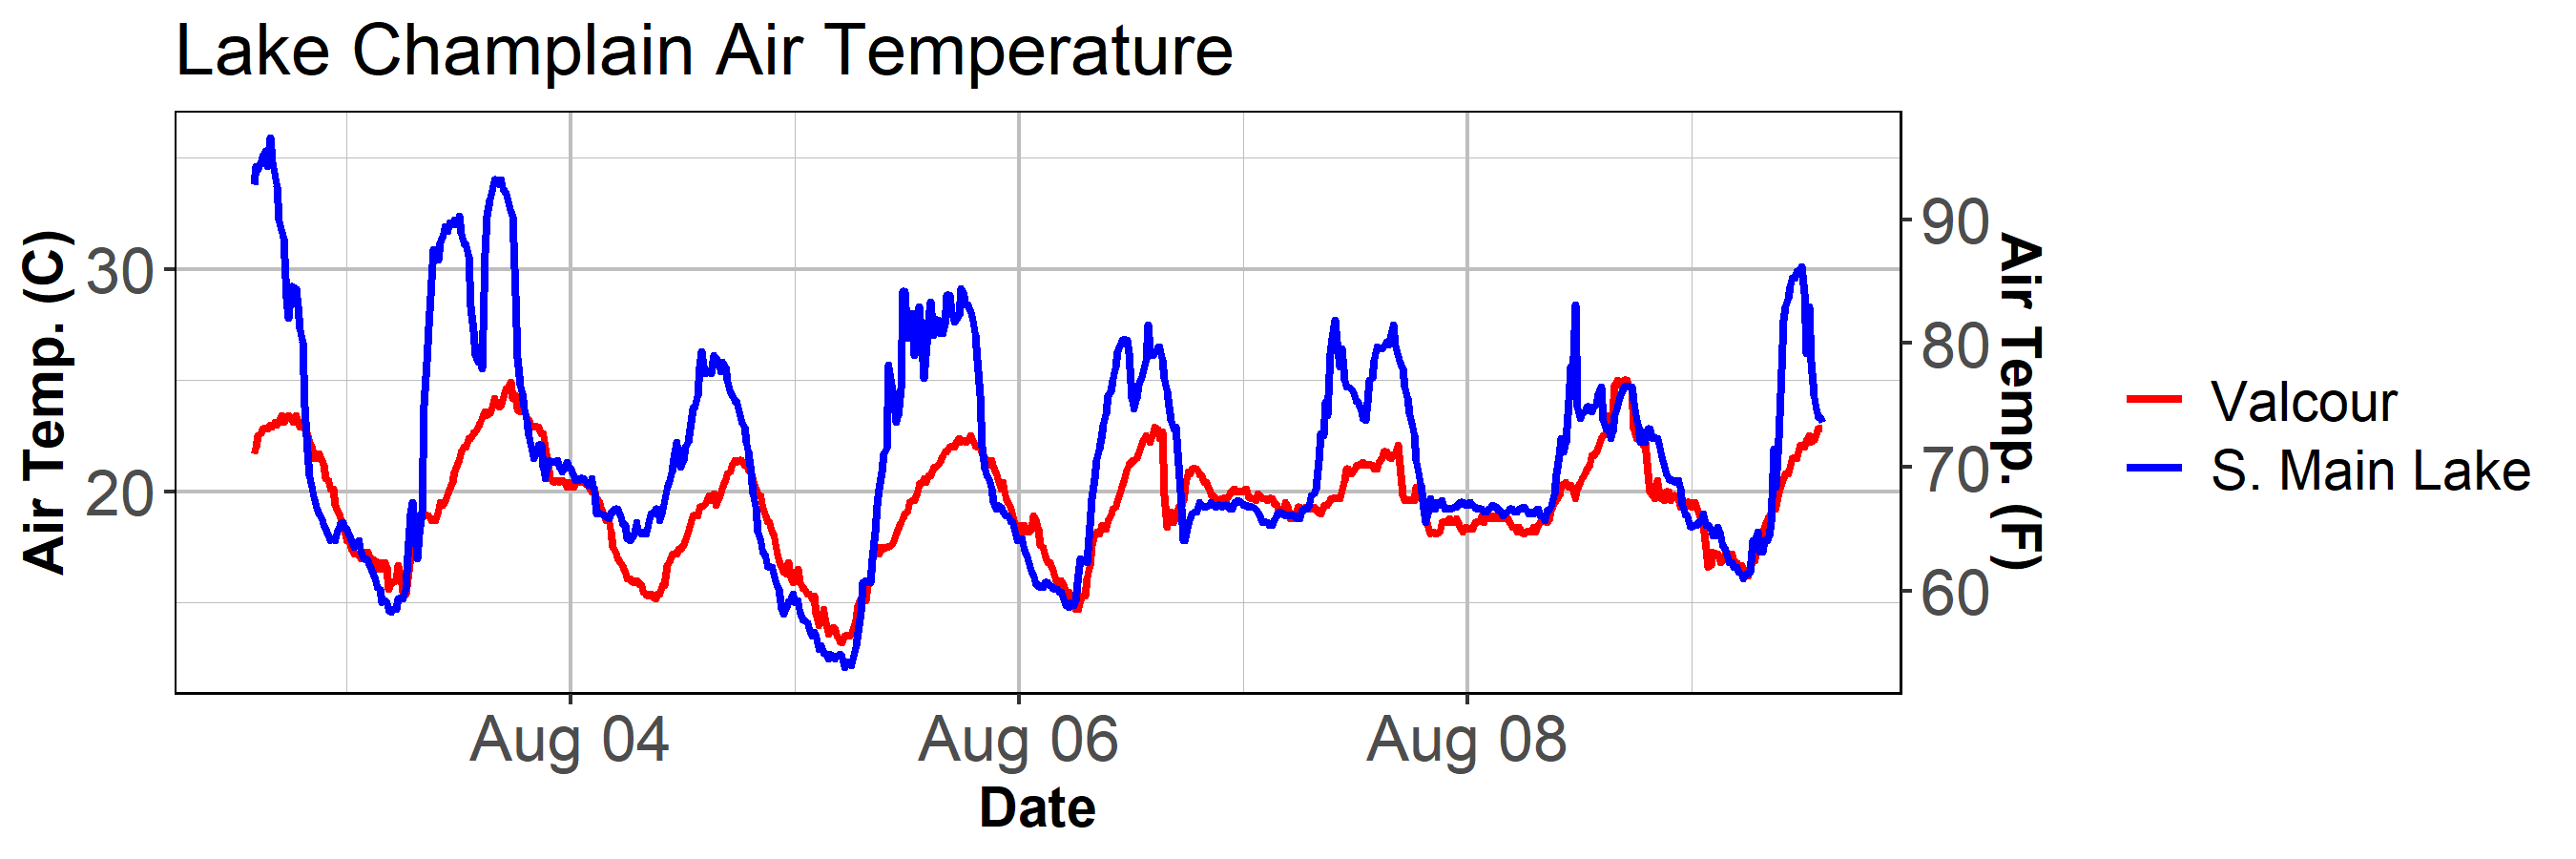 Lake Champlain Air Temperature
Air Temp. (C)
30
20
90
80
70
60
Air Temp. (F)
Valcour
S. Main Lake
Aug 04
Aug 06
Aug 08
Date